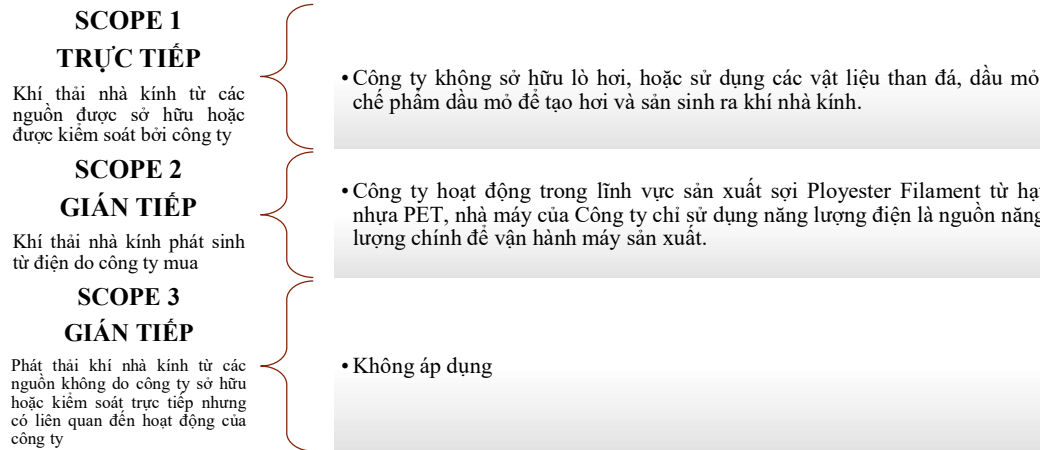 SCOPE 1
TRỰC TIẾP
Khí thải nhà kính từ các
nguồn được sở hữu hoặc
được kiểm soát bởi công ty
• Công ty không sở hữu lò hơi, hoặc sử dụng các vật liệu than đá, dầu mỏ
chế phẩm dầu mỏ để tạo hơi và sản sinh ra khí nhà kính.
SCOPE 2
GIÁN TIẾP
Khí thải nhà kính phát sinh
từ điện do công ty mua
• Công ty hoạt động trong lĩnh vực sản xuất sợi Ployester Filament từ hạ
nhựa PET, nhà máy của Công ty chỉ sử dụng năng lượng điện là nguồn năng
lượng chính để vận hành máy sản xuất.
SCOPE 3
GIÁN TIẾP
Phát thải khí nhà kính từ các
nguồn không do công ty sở hữu
hoặc kiểm soát trực tiếp nhưng
có liên quan đến hoạt động của
công ty
• Không áp dụng